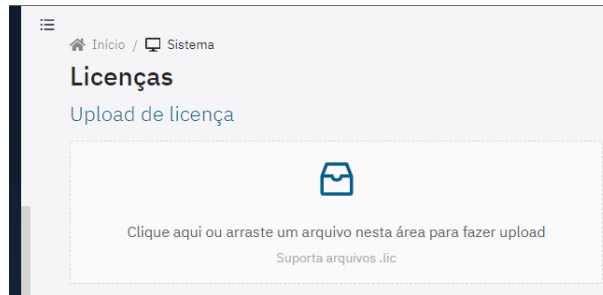 Início / Sistema
Licenças
Upload de licença
Clique aqui ou arraste um arquivo nesta área para fazer upload
Suporta arquivos .lic